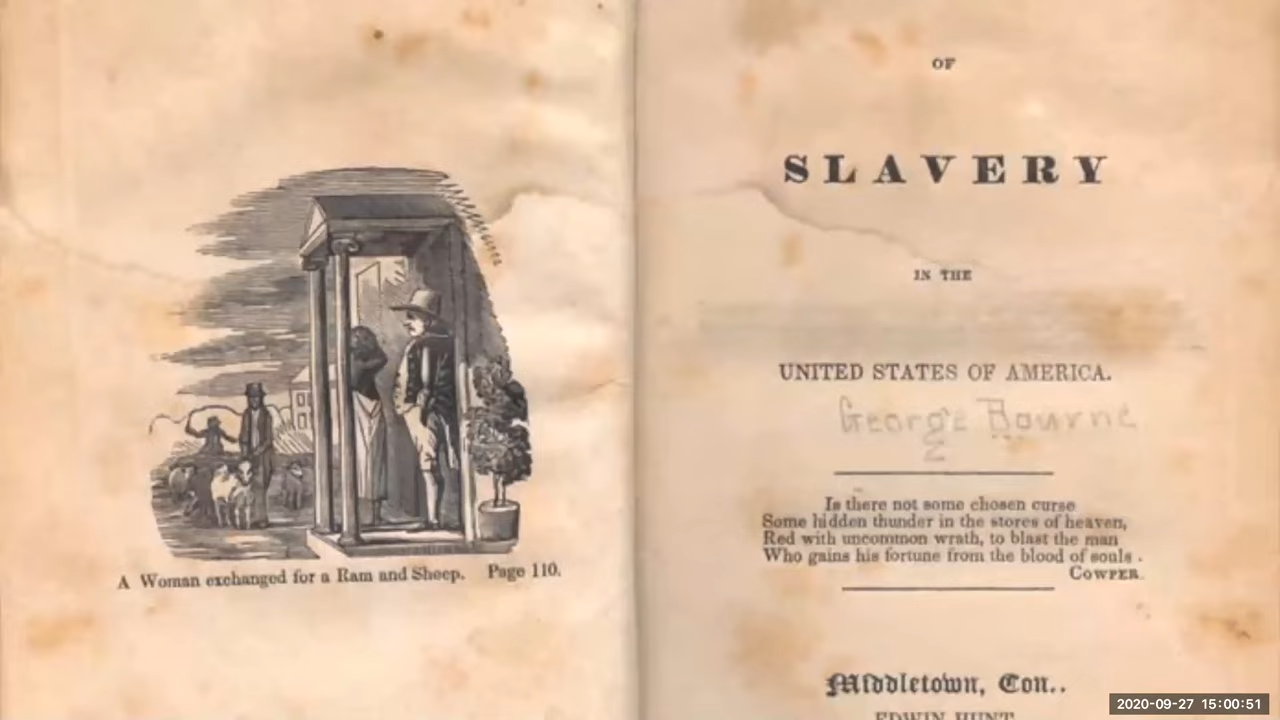 A Woman exchanged for a Ram and Sheep. Page 110.
OF
SLAVERY
IN THE
UNITED STATES OF AMERICA.
George Bourne
Is there not some chosen curse
Some hidden thunder in the stores of heaven,
Red with uncommon wrath, to blast the man
Who gains his fortune from the blood of souls .
COWPER.
Middletown, Con..
EDWIN HUNT
2020-09-27 15:00:51